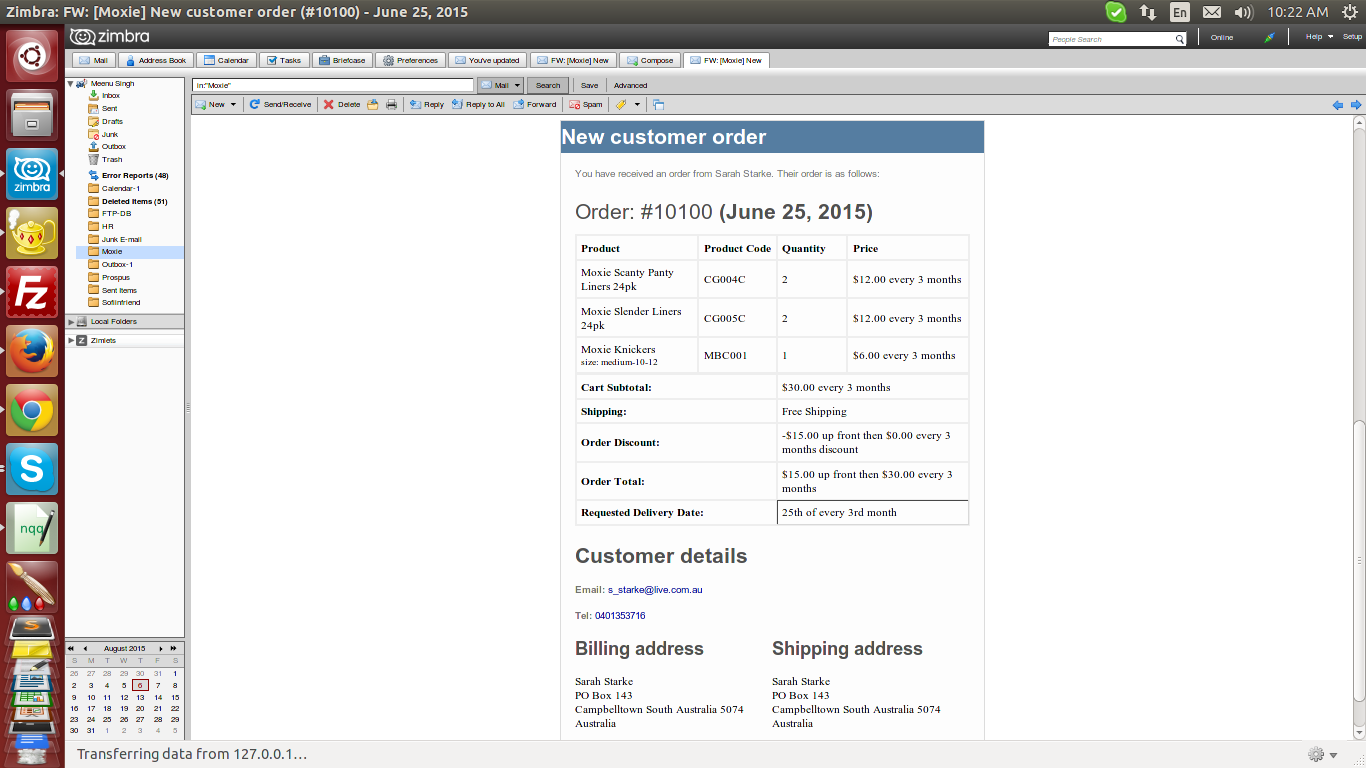 Zimbra: FW: [Moxie] New customer order (#10100) - June 25, 2015
En
10:22 AM
zimbra
People Search
Online
Help
Setup
Mail
Address Book
Calendar
Tasks
Briefcase
Preferences
You've updated
FW: [Moxie] New
Compose
FW: [Moxie] New
Meenu Singh
Inbox
Sent
Drafts
Junk
Outbox
Trash
Error Reports (48)
Calendar-1
Deleted Items (51)
FTP-DB
HR
Junk E-mail
Moxie
Outbox-1
Prospus
Sent Items
Sofiinfriend
Local Folders
Zimlets
in:"Moxie"
Mail
Search
Save
Advanced
New
Send/Receive
Delete
Reply
Reply to All
Forward
Spam
New customer order
You have received an order from Sarah Starke. Their order is as follows:
Order: #10100 (June 25, 2015)
Product Product Code Quantity Price
Moxie Scanty Panty
Liners 24pk
CG004C 2 $12.00 every 3 months
Moxie Slender Liners
24pk
CG005C 2 $12.00 every 3 months
Moxie Knickers
size: medium-10-12
MBC001 1 $6.00 every 3 months
Cart Subtotal: $30.00 every 3 months
Shipping: Free Shipping
Order Discount: -$15.00 up front then $0.00 every 3
months discount
Order Total: $15.00 up front then $30.00 every 3
months
Requested Delivery Date: 25th of every 3rd month
Customer details
Email: s_starke@live.com.au
Tel: 0401353716
Billing address
Sarah Starke
PO Box 143
Campbelltown South Australia 5074
Australia
Shipping address
Sarah Starke
PO Box 143
Campbelltown South Australia 5074
Australia
zimbra
Fz
S
nqq
S
August 2015
S M T W T F S
26 27 28 29 30 31 1
2 3 4 5 6 7 8
9 10 11 12 13 14 15
16 17 18 19 20 21 22
23 24 25 26 27 28 29
30 31 1 2 3 4 5
Transferring data from 127.0.0.1...